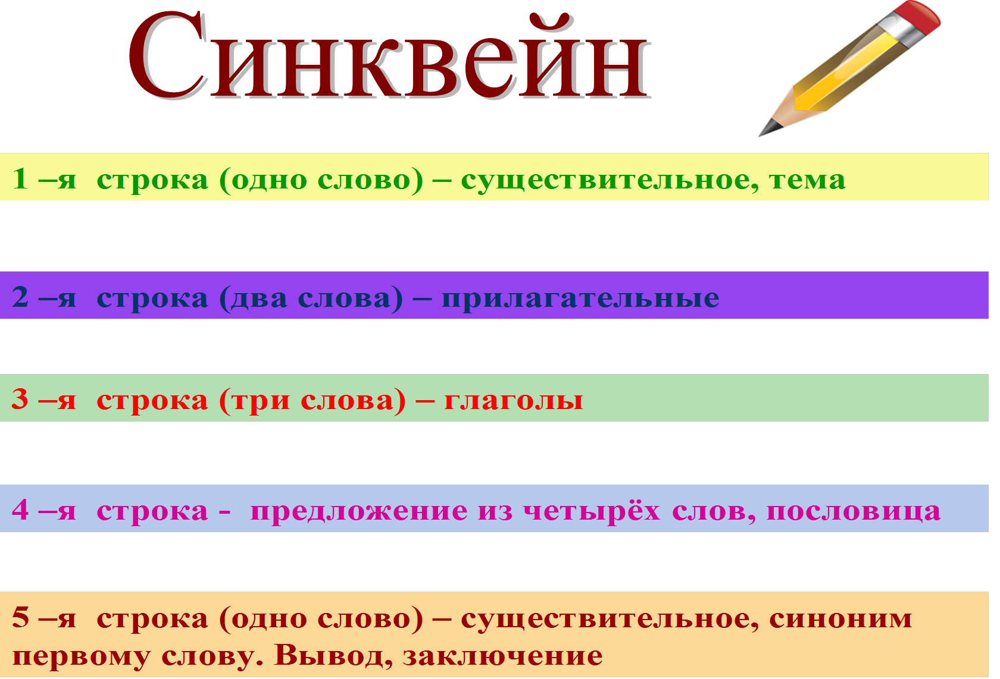 Синквейн
1 –я  строка (одно слово) – существительное, тема
2 –я  строка (два слова) – прилагательные
3 –я  строка (три слова) – глаголы
4 –я  строка -  предложение из четырёх слов, пословица
5 –я  строка (одно слово) – существительное, синоним
первому слову. Вывод, заключение